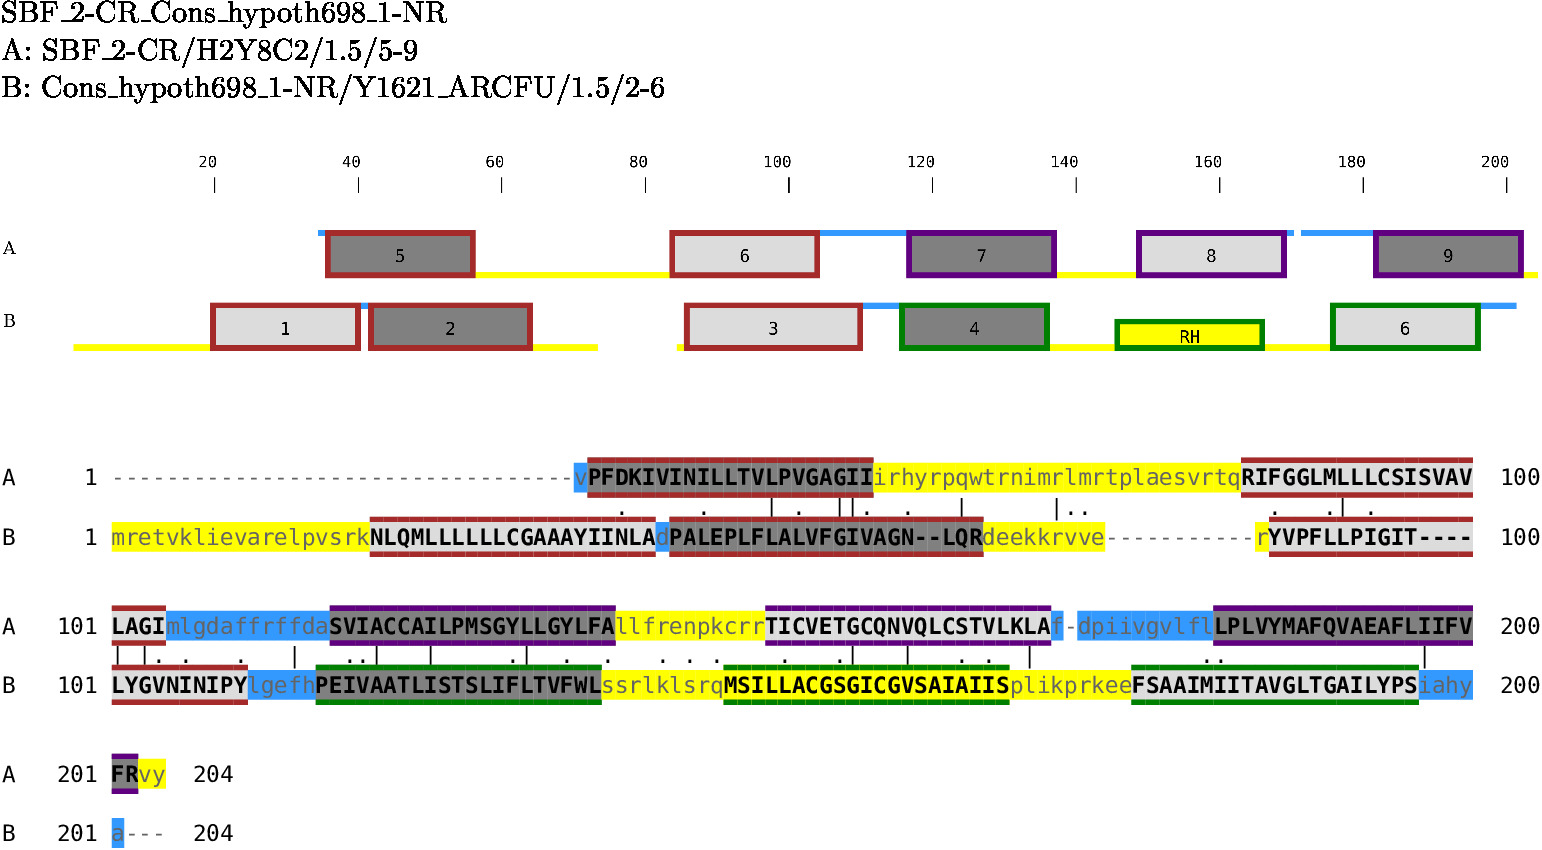 SBF_2-CR_Cons_hypoth698_1-NR
A: SBF_2-CR/H2Y8C2/1.5/5-9
B: Cons_hypoth698_1-NR/Y1621_ARCFU/1.5/2-6
20 40 60 80 100 120 140 160 180 200
A 5 6 7 8 9
B 1 2 3 4 RH 6
A 1 ----------------------------------vPFDKIVINILLTVLPVGAGIIirhyrpqwtrnimrlmrtplaesvrtqRIFGGLMLLLCSISVAV 100
B 1 mretvklievarelpvsrkNLQMLLLLLLCGAAAYIINLAdPALEPLFLALVFGIVAGN--LQRdeekkrvve-----------rYVPFLLPIGIT---- 100
A 101 LAGImlgdaffrffdaSVIACCAILPMSGYLLGYLFAllfrenpkcrrTICVETGCQNVQLCSTVLKLAf-dpiivgvlflLPLVYMAFQVAEAFLIIFV 200
B 101 LYGVNINIPYlgefhPEIVAATLISTSLIFLTVFWLssrlklsrqMSILLACGSGICGVSAIAIISplikprkeeFSAAIMIITAVGLTGAILYPSiahy 200
A 201 FRvy 204
B 201 a--- 204